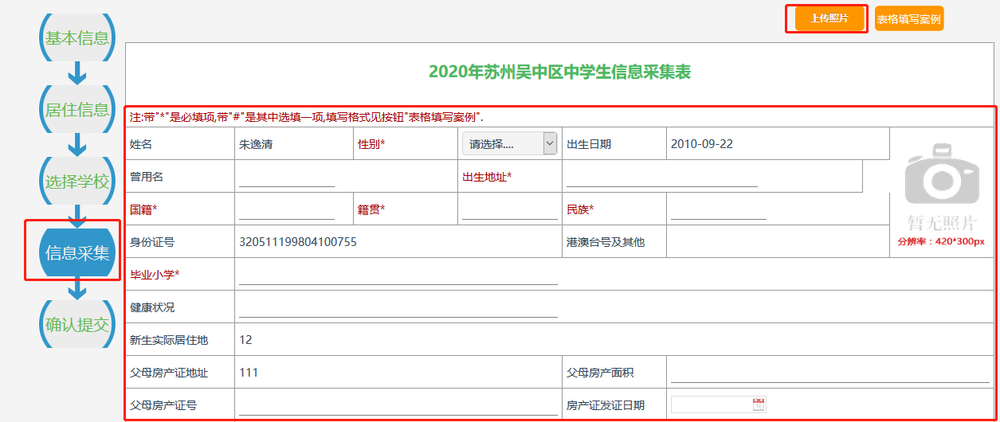 上传照片 表格填写案例
基本信息
居住信息
选择学校
信息采集
确认提交
2020年苏州吴中区中学生信息采集表
注:带"*"是必填项,带"#"是其中选填一项,填写格式见按钮"表格填写案例".
姓名 朱逸清 性别* 请选择.... 出生日期 2010-09-22
曾用名 出生地址*
国籍* 籍贯* 民族*
暂无照片
分辨率：420*300px
身份证号 320511199804100755 港澳台号及其他
毕业小学*
健康状况
新生实际居住地 12
父母房产证地址 111 父母房产面积
父母房产证号 房产证发证日期